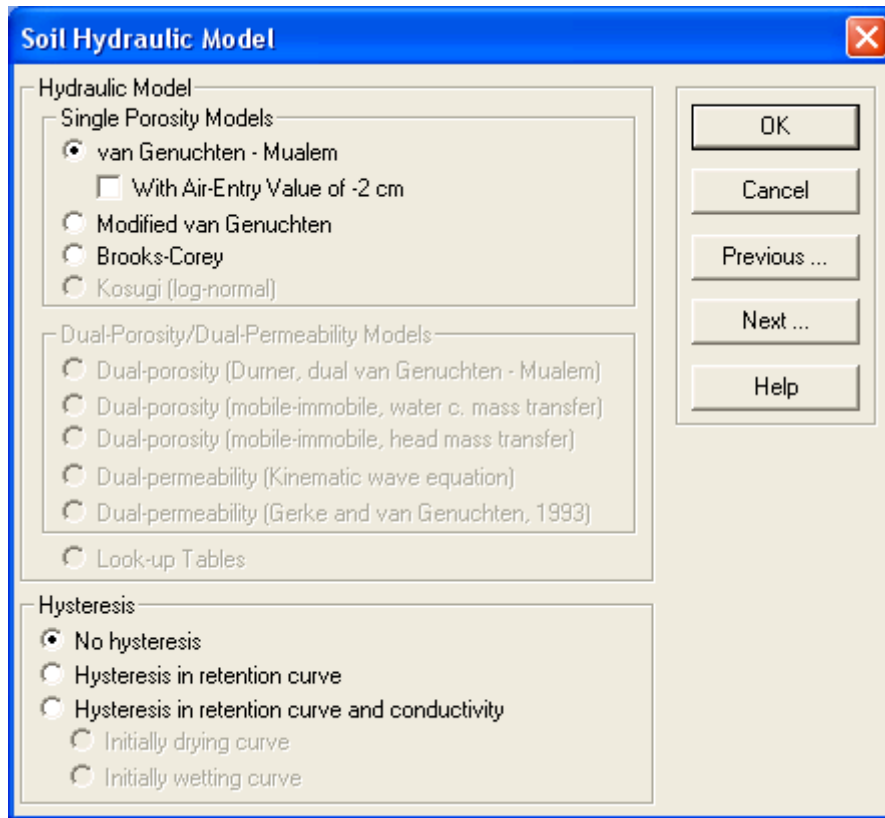 Soil Hydraulic Model
Hydraulic Model
Single Porosity Models
van Genuchten - Mualem
With Air-Entry Value of -2 cm
Modified van Genuchten
Brooks-Corey
Kosugi (log-normal)
Dual-Porosity/Dual-Permeability Models
Dual-porosity (Durner, dual van Genuchten - Mualem)
Dual-porosity (mobile-immobile, water c. mass transfer)
Dual-porosity (mobile-immobile, head mass transfer)
Dual-permeability (Kinematic wave equation)
Dual-permeability (Gerke and van Genuchten, 1993)
Look-up Tables
Hysteresis
No hysteresis
Hysteresis in retention curve
Hysteresis in retention curve and conductivity
Initially drying curve
Initially wetting curve
OK
Cancel
Previous ...
Next ...
Help